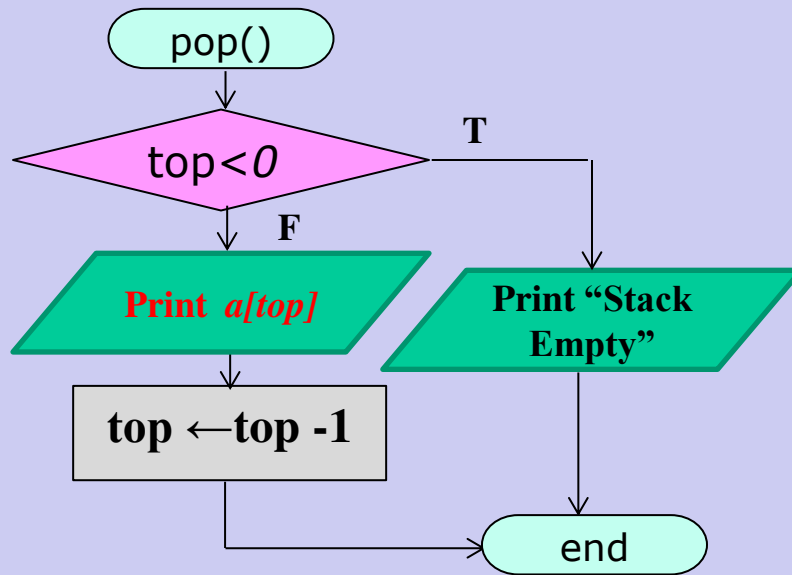 pop()
top<0
T
F
Print a[top]
Print “Stack
Empty”
top ←top -1
end